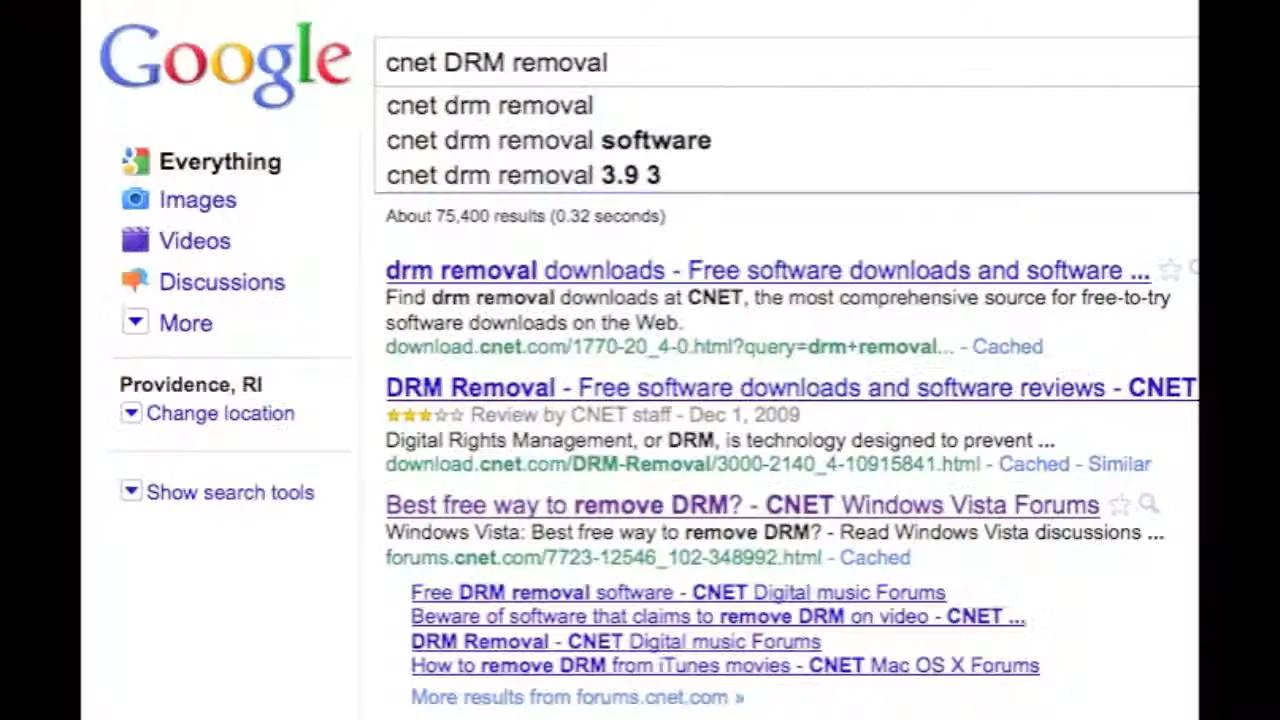 Google
cnet DRM removal
cnet drm removal
cnet drm removal software
cnet drm removal 3.9 3
Everything
Images
Videos
Discussions
More
Providence, RI
Change location
Show search tools
About 75,400 results (0.32 seconds)
drm removal downloads - Free software downloads and software ...
Find drm removal downloads at CNET, the most comprehensive source for free-to-try
software downloads on the Web.
download.cnet.com/1770-20_4-0.html?query=drm+removal... - Cached
DRM Removal - Free software downloads and software reviews - CNET
Review by CNET staff - Dec 1, 2009
Digital Rights Management, or DRM, is technology designed to prevent ...
download.cnet.com/DRM-Removal/3000-2140_4-10915841.html - Cached - Similar
Best free way to remove DRM? - CNET Windows Vista Forums
Windows Vista: Best free way to remove DRM? - Read Windows Vista discussions ...
forums.cnet.com/7723-12546_102-348992.html - Cached
Free DRM removal software - CNET Digital music Forums
Beware of software that claims to remove DRM on video - CNET ...
DRM Removal - CNET Digital music Forums
How to remove DRM from iTunes movies - CNET Mac OS X Forums
More results from forums.cnet.com »